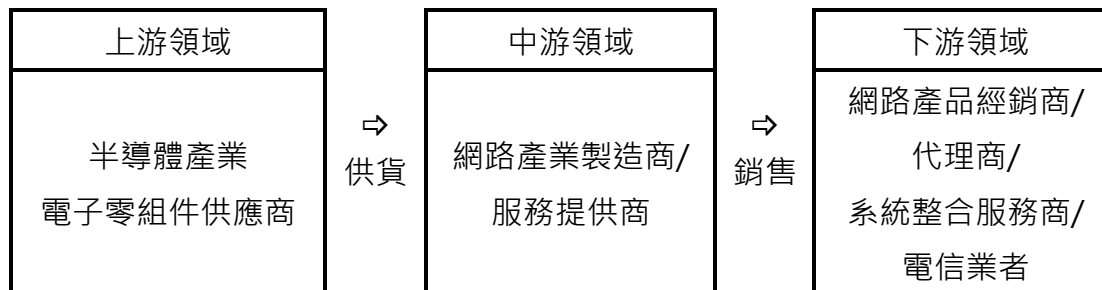 上游領域
半導體產業
電子零組件供應商
⇨
供貨
中游領域
網路產業製造商/
服務提供商
⇨
銷售
下游領域
網路產品經銷商/
代理商/
系統整合服務商/
電信業者